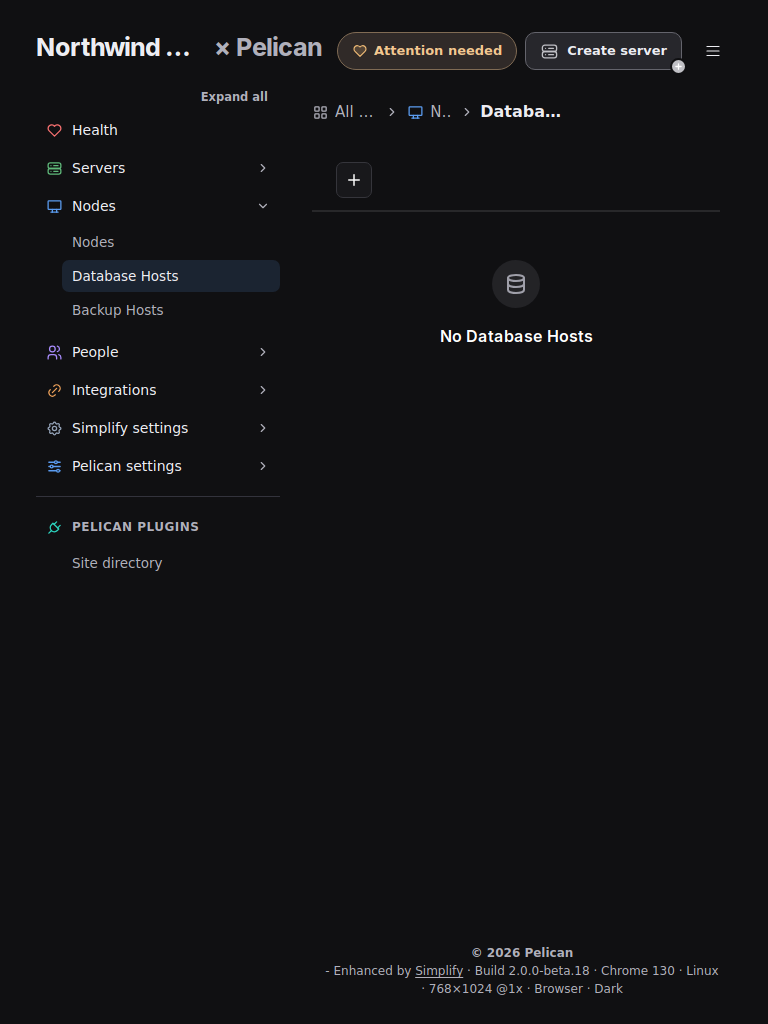 Northwind ... × Pelican
Attention needed
Create server
Expand all
Health
Servers
Nodes
Nodes
Database Hosts
Backup Hosts
People
Integrations
Simplify settings
Pelican settings
PELICAN PLUGINS
Site directory
All ... > N.. > Databa...
No Database Hosts
© 2026 Pelican
- Enhanced by Simplify · Build 2.0.0-beta.18 · Chrome 130 · Linux
· 768×1024 @1x · Browser · Dark